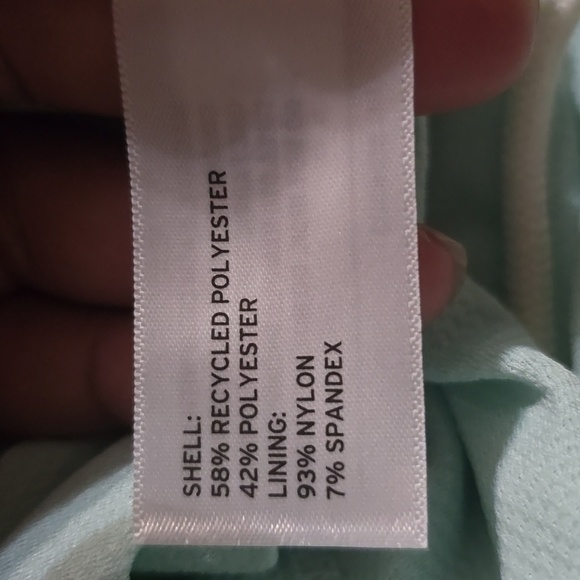 SHELL:
58% RECYCLED POLYESTER
42% POLYESTER
LINING:
93% NYLON
7% SPANDEX